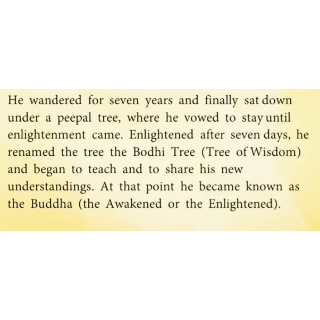 He wandered for seven years and finally sat down
under a peepal tree, where he vowed to stay until
enlightenment came. Enlightened after seven days, he
renamed the tree the Bodhi Tree (Tree of Wisdom)
and began to teach and to share his new
understandings. At that point he became known as
the Buddha (the Awakened or the Enlightened).